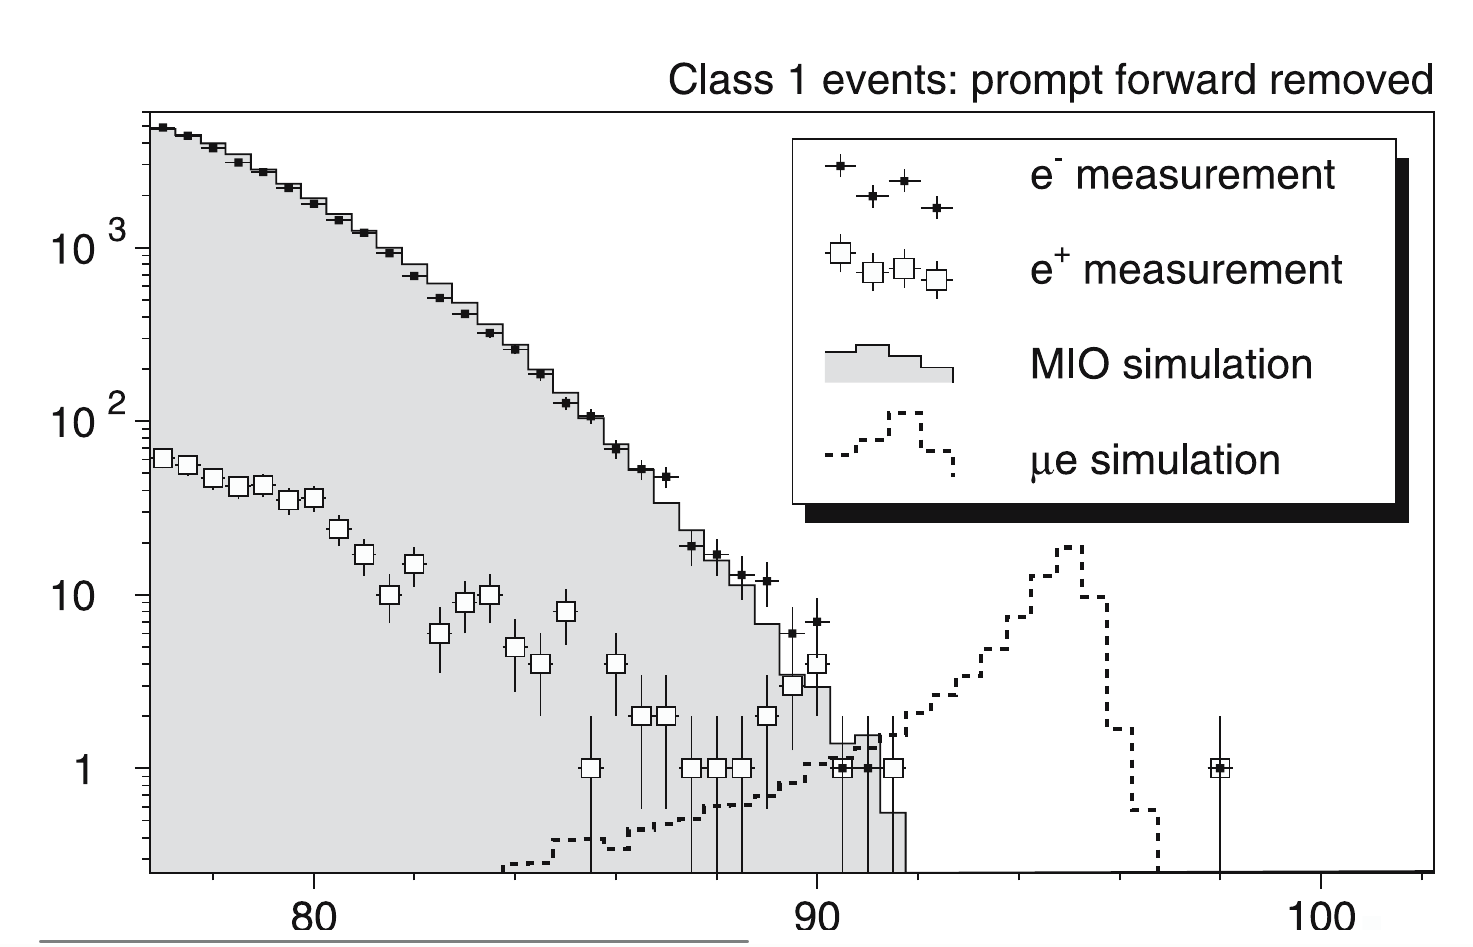 Class 1 events: prompt forward removed
e- measurement
e+ measurement
MIO simulation
μe simulation
10 3
10 2
10
1
80 90 100